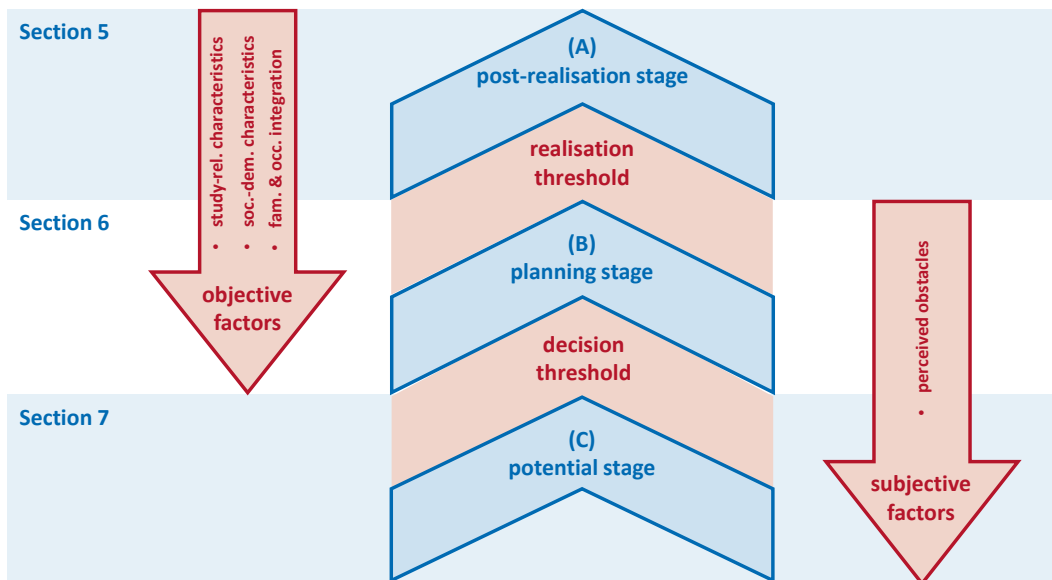 Section 5
• study-rel. characteristics
• soc.-dem. characteristics
• fam. & occ. integration
objective
factors
(A)
post-realisation stage
realisation
threshold
Section 6
(B)
planning stage
decision
threshold
Section 7
(C)
potential stage
• perceived obstacles
subjective
factors